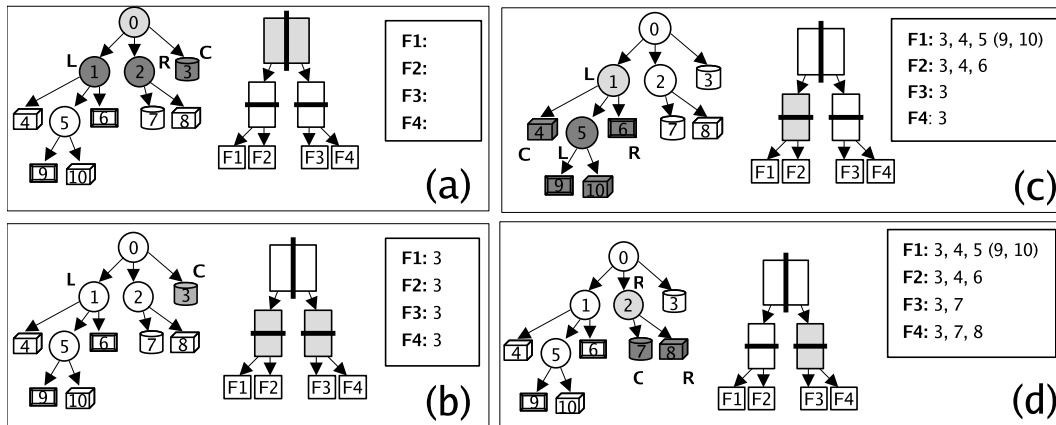 0
L
R
C
1
2
3
4
5
6
7
8
9
10
F1 F2 F3 F4
F1:
F2:
F3:
F4:
(a)
0
L
C
1
2
3
4
5
6
7
8
9
10
F1 F2 F3 F4
F1: 3
F2: 3
F3: 3
F4: 3
(b)
0
L
1
2
3
4
5
6
7
8
C
L
R
9
10
F1 F2 F3 F4
F1: 3, 4, 5 (9, 10)
F2: 3, 4, 6
F3: 3
F4: 3
(c)
0
R
1
2
3
4
5
6
7
8
C
R
9
10
F1 F2 F3 F4
F1: 3, 4, 5 (9, 10)
F2: 3, 4, 6
F3: 3, 7
F4: 3, 7, 8
(d)